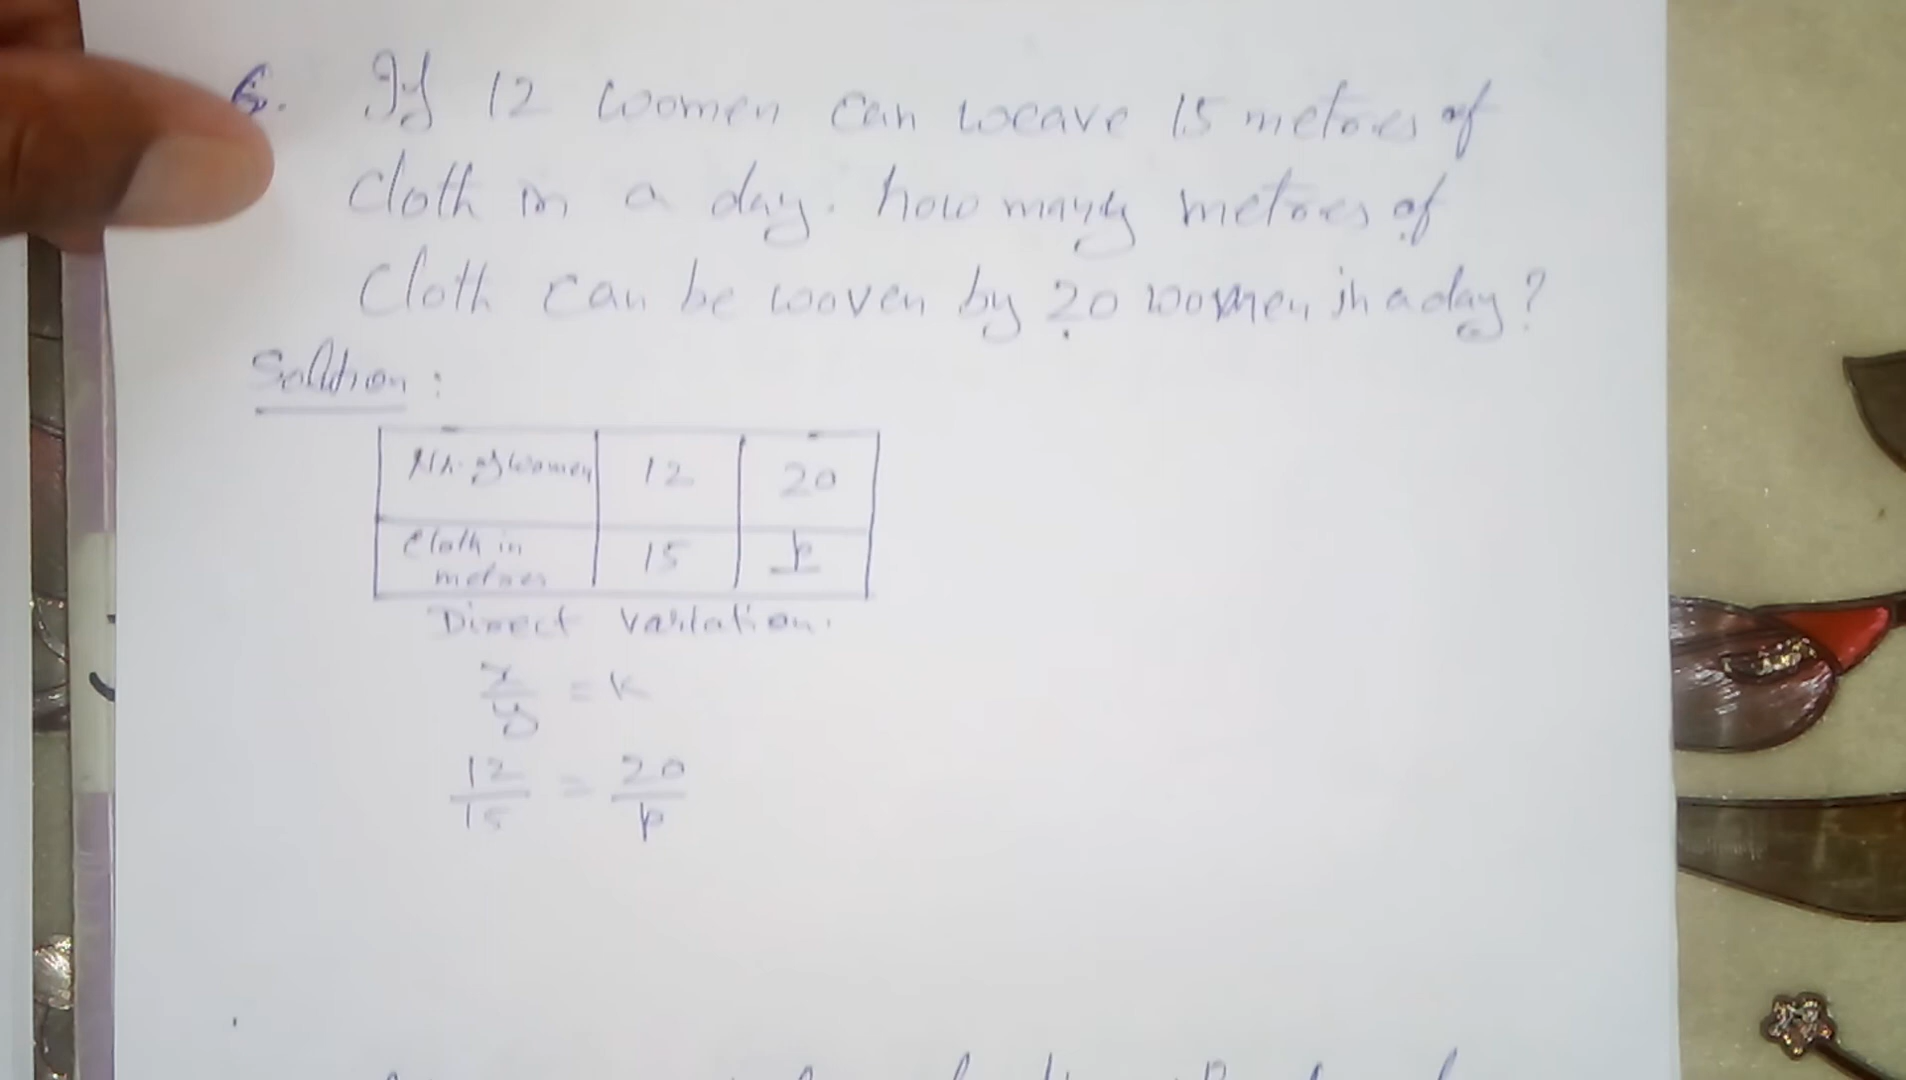 6. If 12 women can weave 15 metres of
cloth in a day. how many metres of
cloth can be woven by 20 women in a day?
Solution:
No. of women 12 20
Cloth in metres 15 p
Direct variation.
x/y = k
12/15 = 20/p